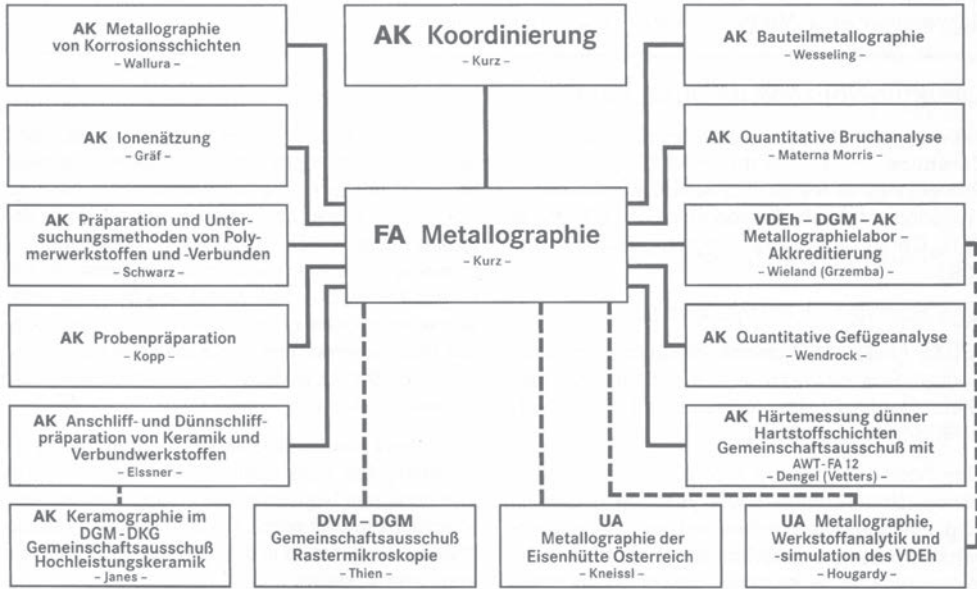 AK Metallographie
von Korrosionsschichten
– Wallura –
AK Koordinierung
– Kurz –
AK Bauteilmetallographie
– Wesseling –
AK Ionenätzung
– Gräf –
AK Quantitative Bruchanalyse
– Materna Morris –
AK Präparation und Unter-
suchungsmethoden von Poly-
merwerkstoffen und -Verbunden
– Schwarz –
FA Metallographie
– Kurz –
VDEh – DGM – AK
Metallographielabor –
Akkreditierung
– Wieland (Grzemba) –
AK Probenpräparation
– Kopp –
AK Quantitative Gefügeanalyse
– Wendrock –
AK Anschliff- und Dünnschliff-
präparation von Keramik und
Verbundwerkstoffen
– Elssner –
AK Härtemessung dünner
Hartstoffschichten
Gemeinschaftsausschuß mit
AWT-FA 12
– Dengel (Vetters) –
AK Keramographie im
DGM-DKG
Gemeinschaftsausschuß
Hochleistungskeramik
– Janes –
DVM – DGM
Gemeinschaftsausschuß
Rastermikroskopie
– Thien –
UA
Metallographie der
Eisenhütte Österreich
– Kneissl –
UA Metallographie,
Werkstoffanalytik und
-simulation des VDEh
– Hougardy –